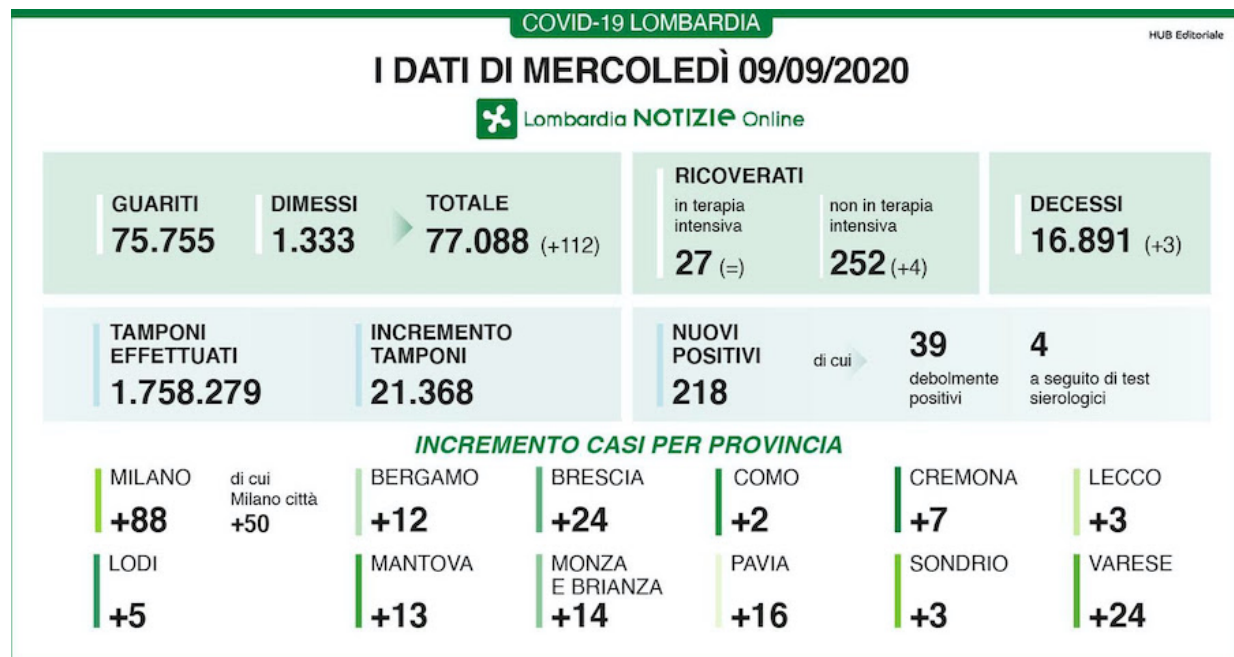 COVID-19 LOMBARDIA
HUB Editoriale
I DATI DI MERCOLEDÌ 09/09/2020
Lombardia NOTIZIe Online
GUARITI
75.755
DIMESSI
1.333
TOTALE
77.088 (+112)
RICOVERATI
in terapia
intensiva
27 (=)
non in terapia
intensiva
252 (+4)
DECESSI
16.891 (+3)
TAMPONI
EFFETTUATI
1.758.279
INCREMENTO
TAMPONI
21.368
NUOVI
POSITIVI
218
di cui
39
debolmente
positivi
4
a seguito di test
sierologici
INCREMENTO CASI PER PROVINCIA
MILANO
+88
di cui
Milano città
+50
BERGAMO
+12
BRESCIA
+24
COMO
+2
CREMONA
+7
LECCO
+3
LODI
+5
MANTOVA
+13
MONZA
E BRIANZA
+14
PAVIA
+16
SONDRIO
+3
VARESE
+24